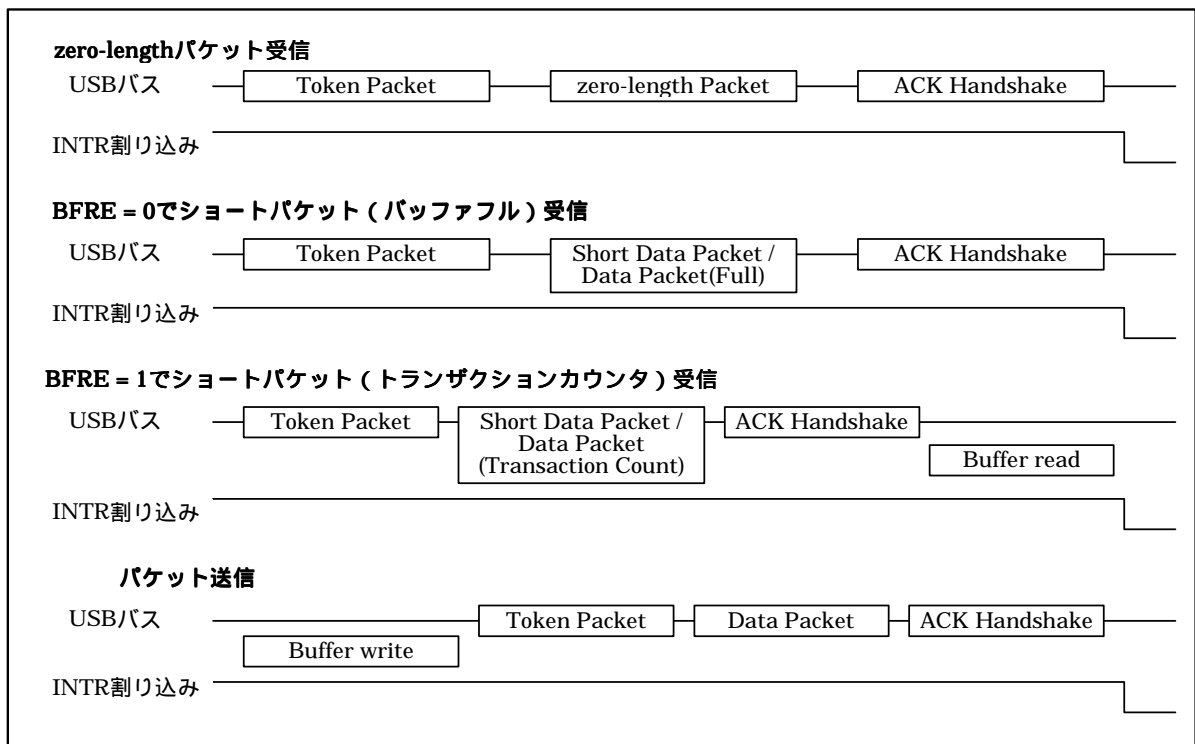 zero-lengthパケット受信
USBバス
Token Packet
zero-length Packet
ACK Handshake
INTR割り込み
BFRE = 0でショートパケット（バッファフル）受信
USBバス
Token Packet
Short Data Packet /
Data Packet(Full)
ACK Handshake
INTR割り込み
BFRE = 1でショートパケット（トランザクションカウンタ）受信
USBバス
Token Packet
Short Data Packet /
Data Packet
(Transaction Count)
ACK Handshake
Buffer read
INTR割り込み
パケット送信
USBバス
Token Packet
Data Packet
ACK Handshake
Buffer write
INTR割り込み